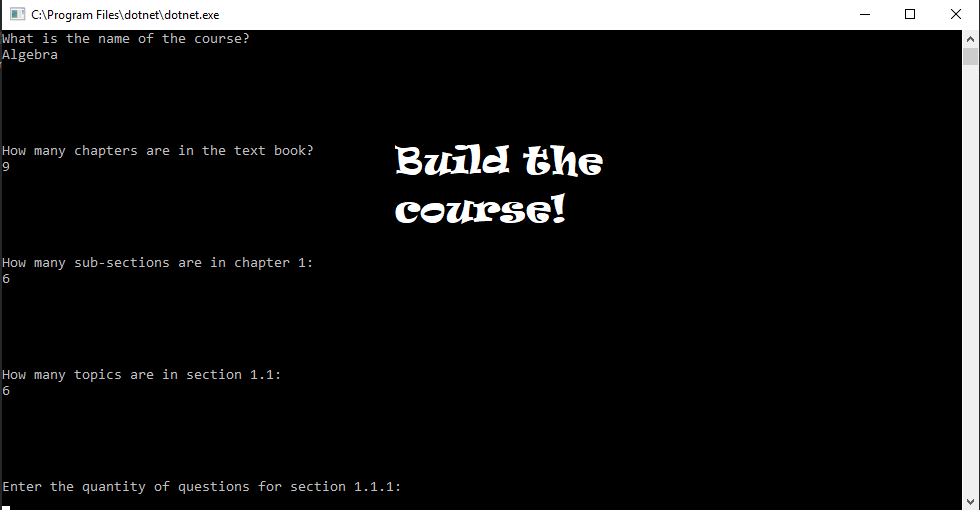 C:\Program Files\dotnet\dotnet.exe
What is the name of the course?
Algebra
How many chapters are in the text book?
9
Build the
course!
How many sub-sections are in chapter 1:
6
How many topics are in section 1.1:
6
Enter the quantity of questions for section 1.1.1: